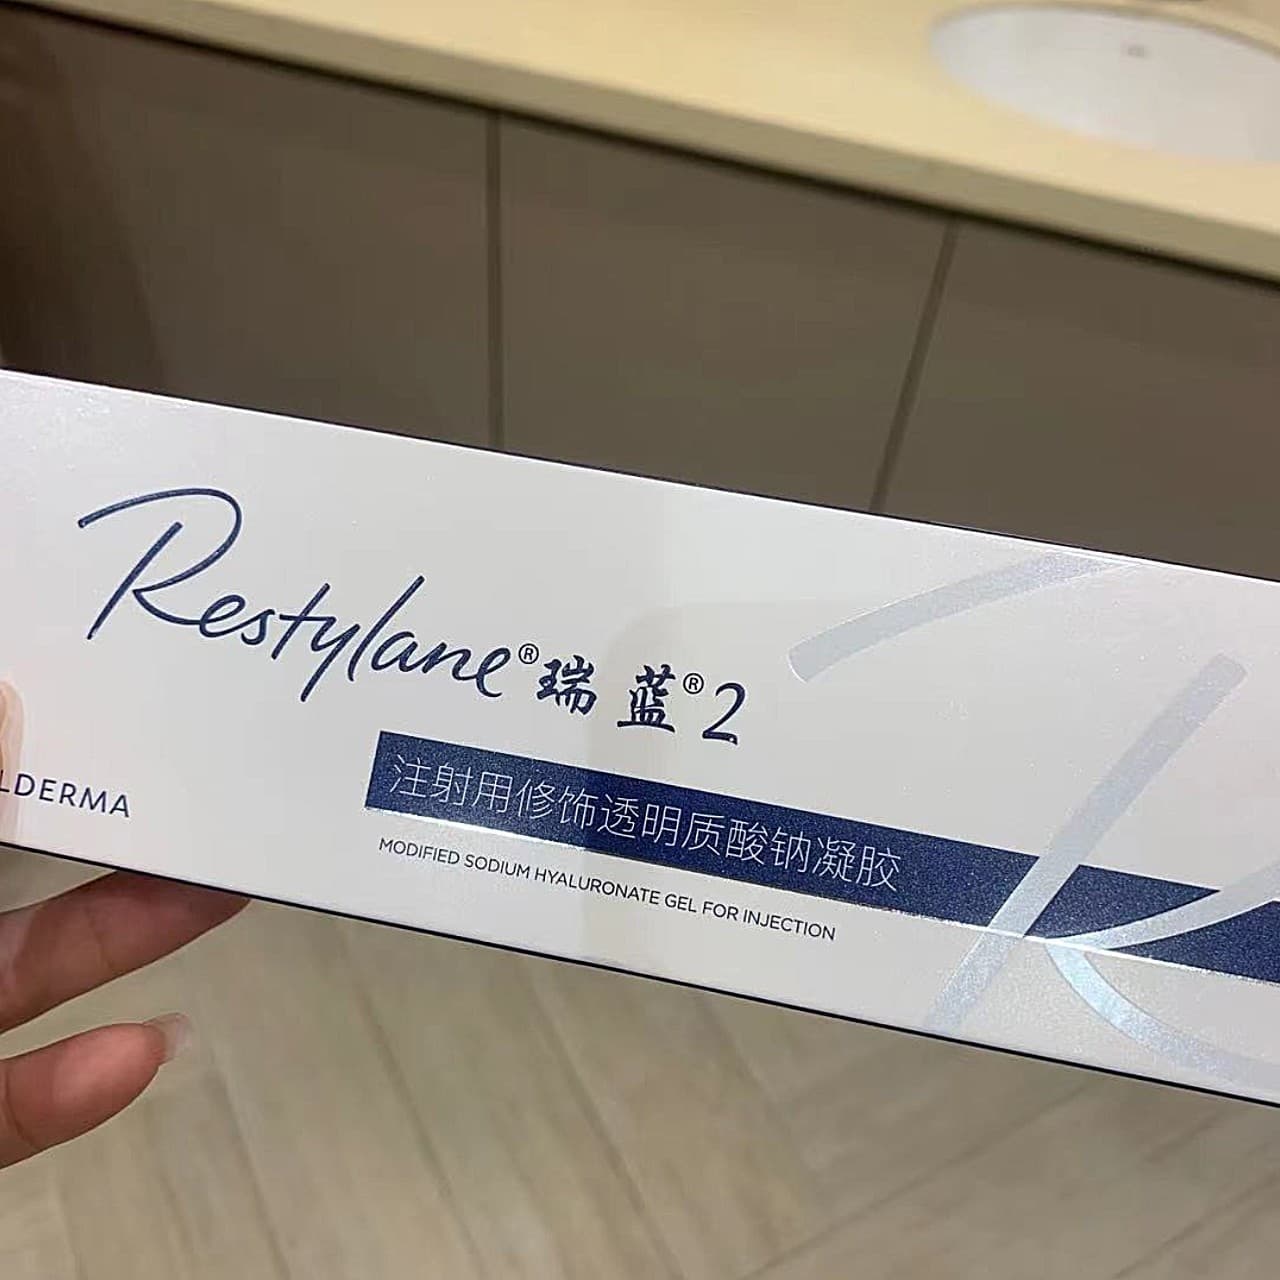 Restylane® 瑞蓝® 2
注射用修饰透明质酸钠凝胶
LDERMA
MODIFIED SODIUM HYALURONATE GEL FOR INJECTION